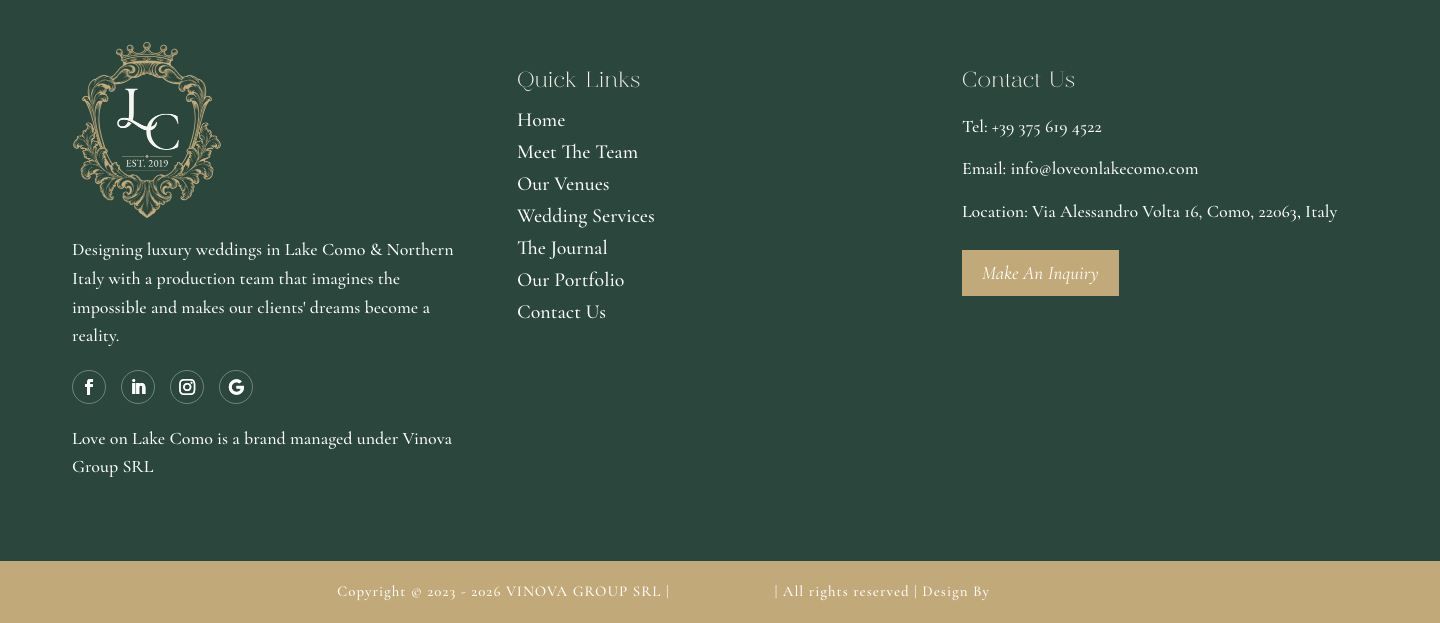 LC
EST. 2019
Designing luxury weddings in Lake Como & Northern
Italy with a production team that imagines the
impossible and makes our clients' dreams become a
reality.
Love on Lake Como is a brand managed under Vinova
Group SRL
Quick Links
Home
Meet The Team
Our Venues
Wedding Services
The Journal
Our Portfolio
Contact Us
Contact Us
Tel: +39 375 619 4522
Email: info@loveonlakecomo.com
Location: Via Alessandro Volta 16, Como, 22063, Italy
Make An Inquiry
Copyright © 2023 - 2026 VINOVA GROUP SRL | | All rights reserved | Design By